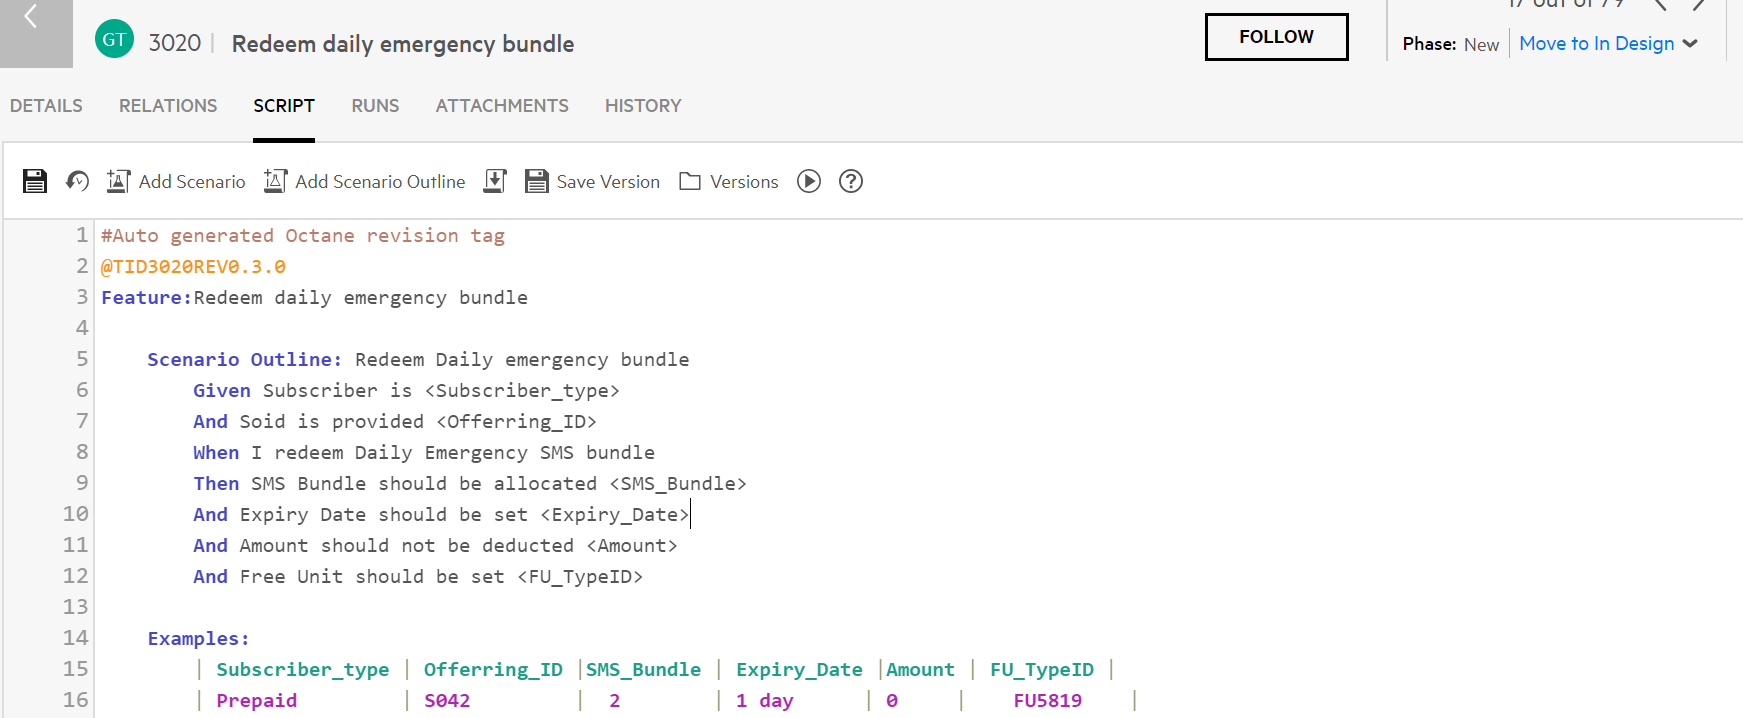 17 out of 79
GT 3020 | Redeem daily emergency bundle
FOLLOW
Phase: New | Move to In Design
DETAILS RELATIONS SCRIPT RUNS ATTACHMENTS HISTORY
Add Scenario Add Scenario Outline Save Version Versions
1 #Auto generated Octane revision tag
2 @TID3020REV0.3.0
3 Feature:Redeem daily emergency bundle
4
5 Scenario Outline: Redeem Daily emergency bundle
6 Given Subscriber is <Subscriber_type>
7 And Soid is provided <Offerring_ID>
8 When I redeem Daily Emergency SMS bundle
9 Then SMS Bundle should be allocated <SMS_Bundle>
10 And Expiry Date should be set <Expiry_Date>
11 And Amount should not be deducted <Amount>
12 And Free Unit should be set <FU_TypeID>
13
14 Examples:
15 | Subscriber_type | Offerring_ID |SMS_Bundle | Expiry_Date |Amount | FU_TypeID |
16 | Prepaid | S042 | 2 | 1 day | 0 | FU5819 |